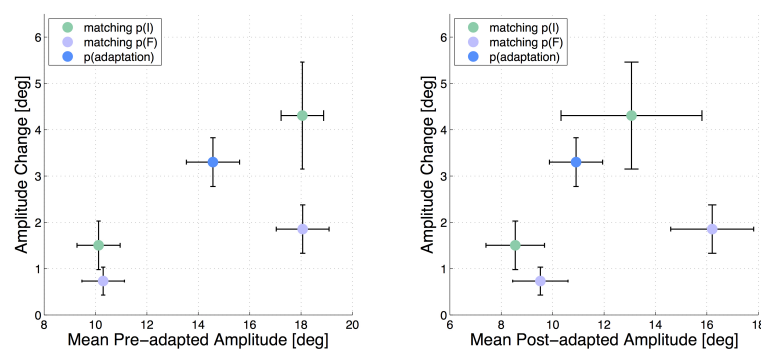 matching p(I)
matching p(F)
p(adaptation)
6
5
4
3
2
1
0
Amplitude Change [deg]
8 10 12 14 16 18 20
Mean Pre−adapted Amplitude [deg]
matching p(I)
matching p(F)
p(adaptation)
6
5
4
3
2
1
0
Amplitude Change [deg]
6 8 10 12 14 16 18
Mean Post−adapted Amplitude [deg]